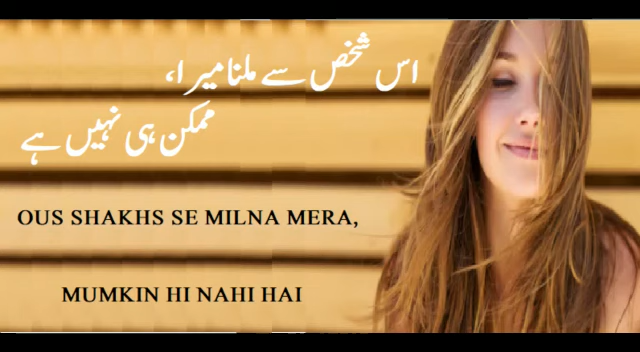 اس شخص سے ملنا میرا،
ممکن ہی نہیں ہے
OUS SHAKHS SE MILNA MERA,
MUMKIN HI NAHI HAI